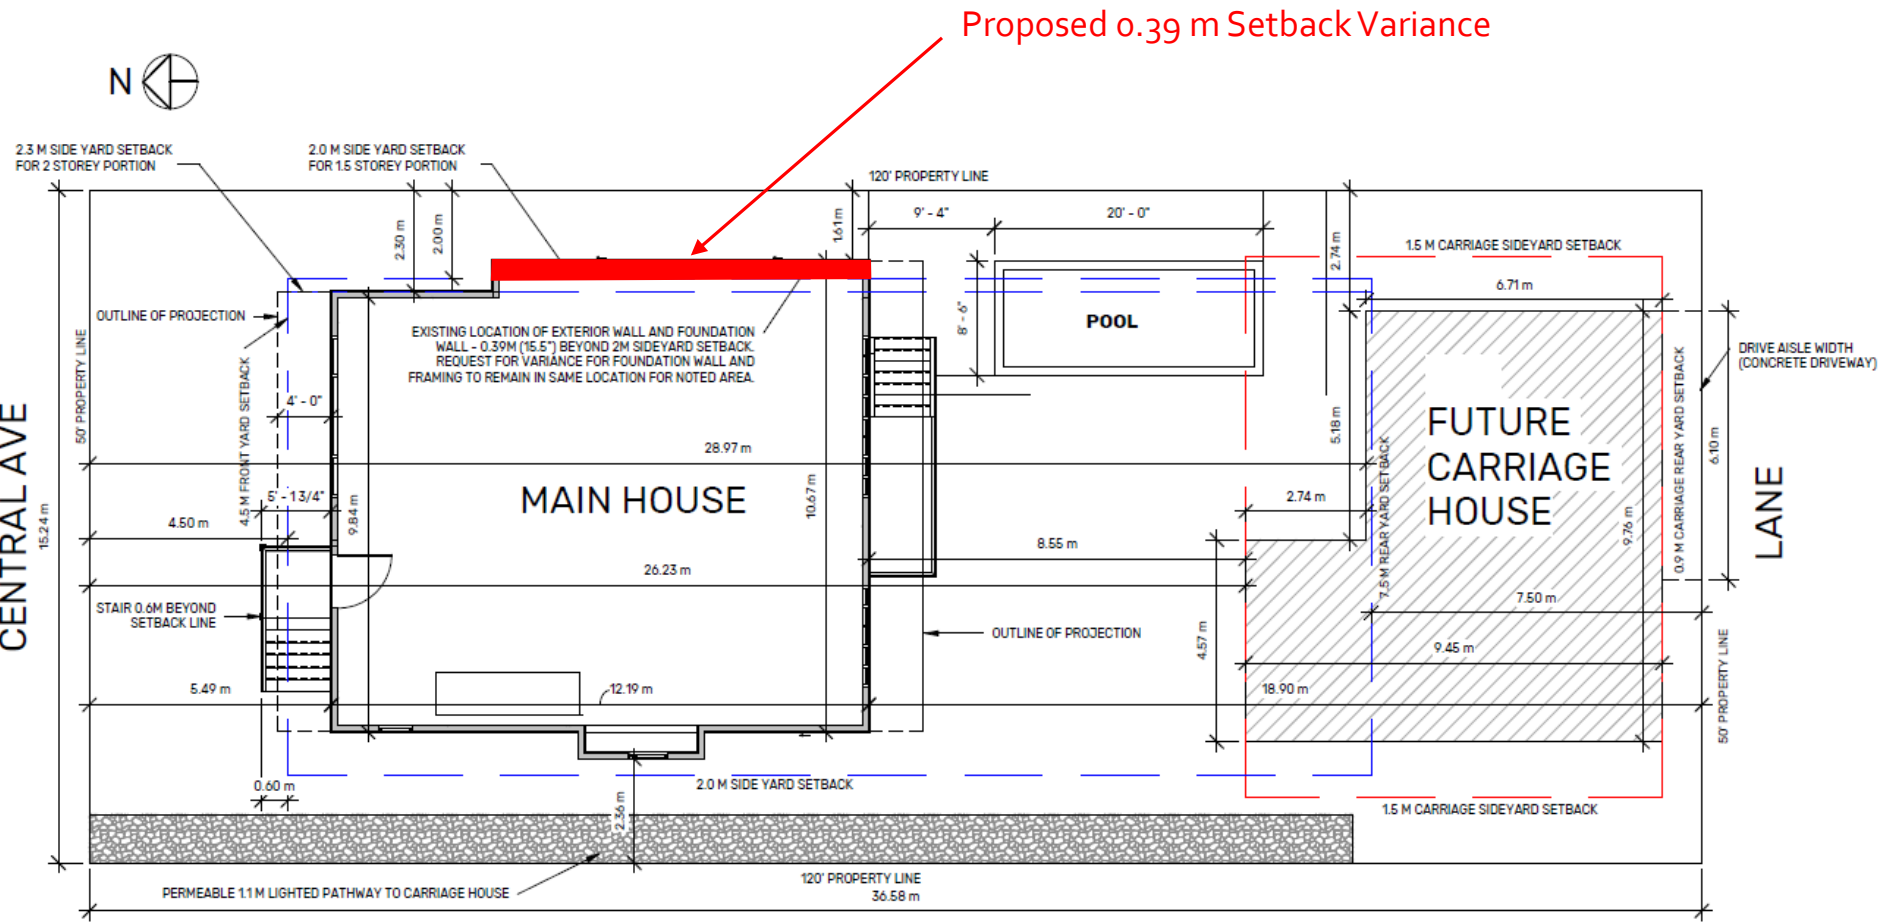 Proposed 0.39 m Setback Variance
N
2.3 M SIDE YARD SETBACK
FOR 2 STOREY PORTION
2.0 M SIDE YARD SETBACK
FOR 1.5 STOREY PORTION
120' PROPERTY LINE
2.30 m
2.00 m
1.61 m
9' - 4"
20' - 0"
2.74 m
1.5 M CARRIAGE SIDEYARD SETBACK
6.71 m
OUTLINE OF PROJECTION
EXISTING LOCATION OF EXTERIOR WALL AND FOUNDATION
WALL - 0.39M (15.5") BEYOND 2M SIDEYARD SETBACK.
REQUEST FOR VARIANCE FOR FOUNDATION WALL AND
FRAMING TO REMAIN IN SAME LOCATION FOR NOTED AREA.
8' - 6"
POOL
DRIVE AISLE WIDTH
(CONCRETE DRIVEWAY)
50' PROPERTY LINE
4.5 M FRONT YARD SETBACK
4' - 0"
28.97 m
5.18 m
7.5 M REAR YARD SETBACK
FUTURE
CARRIAGE
HOUSE
0.9 M CARRIAGE REAR YARD SETBACK
6.10 m
CENTRAL AVE
15.24 m
5' - 1 3/4"
4.50 m
9.84 m
MAIN HOUSE
10.67 m
2.74 m
9.76 m
LANE
8.55 m
26.23 m
7.50 m
STAIR 0.6M BEYOND
SETBACK LINE
OUTLINE OF PROJECTION
4.57 m
9.45 m
5.49 m
12.19 m
18.90 m
50' PROPERTY LINE
0.60 m
2.0 M SIDE YARD SETBACK
2.36 m
1.5 M CARRIAGE SIDEYARD SETBACK
PERMEABLE 1.1 M LIGHTED PATHWAY TO CARRIAGE HOUSE
120' PROPERTY LINE
36.58 m